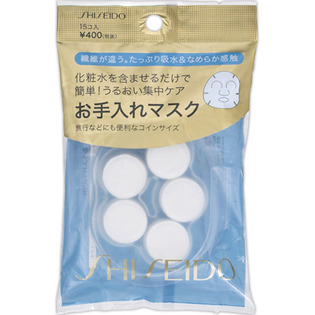 SHISEIDO
15コ入
¥400(税抜)
繊維が違う。たっぷり吸水&なめらか感触
化粧水を含ませるだけで
簡単!うるおい集中ケア
お手入れマスク
旅行などにも便利なコインサイズ
SHISEIDO